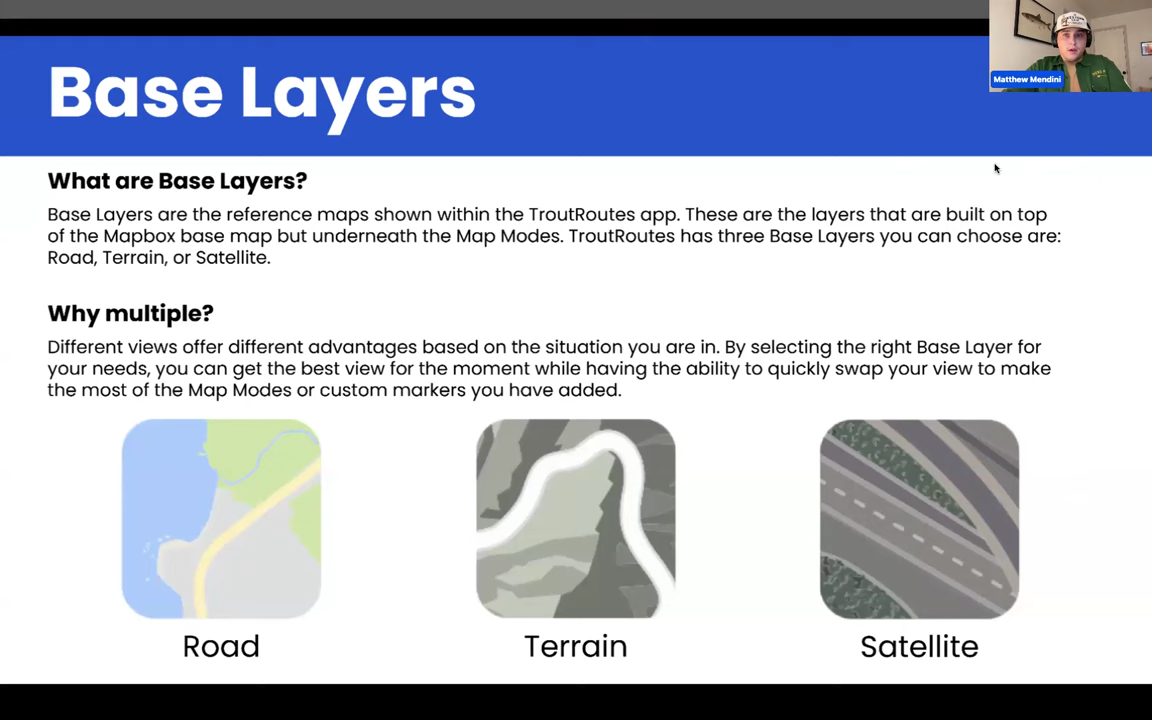 Base Layers
Matthew Mendini
What are Base Layers?
Base Layers are the reference maps shown within the TroutRoutes app. These are the layers that are built on top
of the Mapbox base map but underneath the Map Modes. TroutRoutes has three Base Layers you can choose are:
Road, Terrain, or Satellite.
Why multiple?
Different views offer different advantages based on the situation you are in. By selecting the right Base Layer for
your needs, you can get the best view for the moment while having the ability to quickly swap your view to make
the most of the Map Modes or custom markers you have added.
Road
Terrain
Satellite